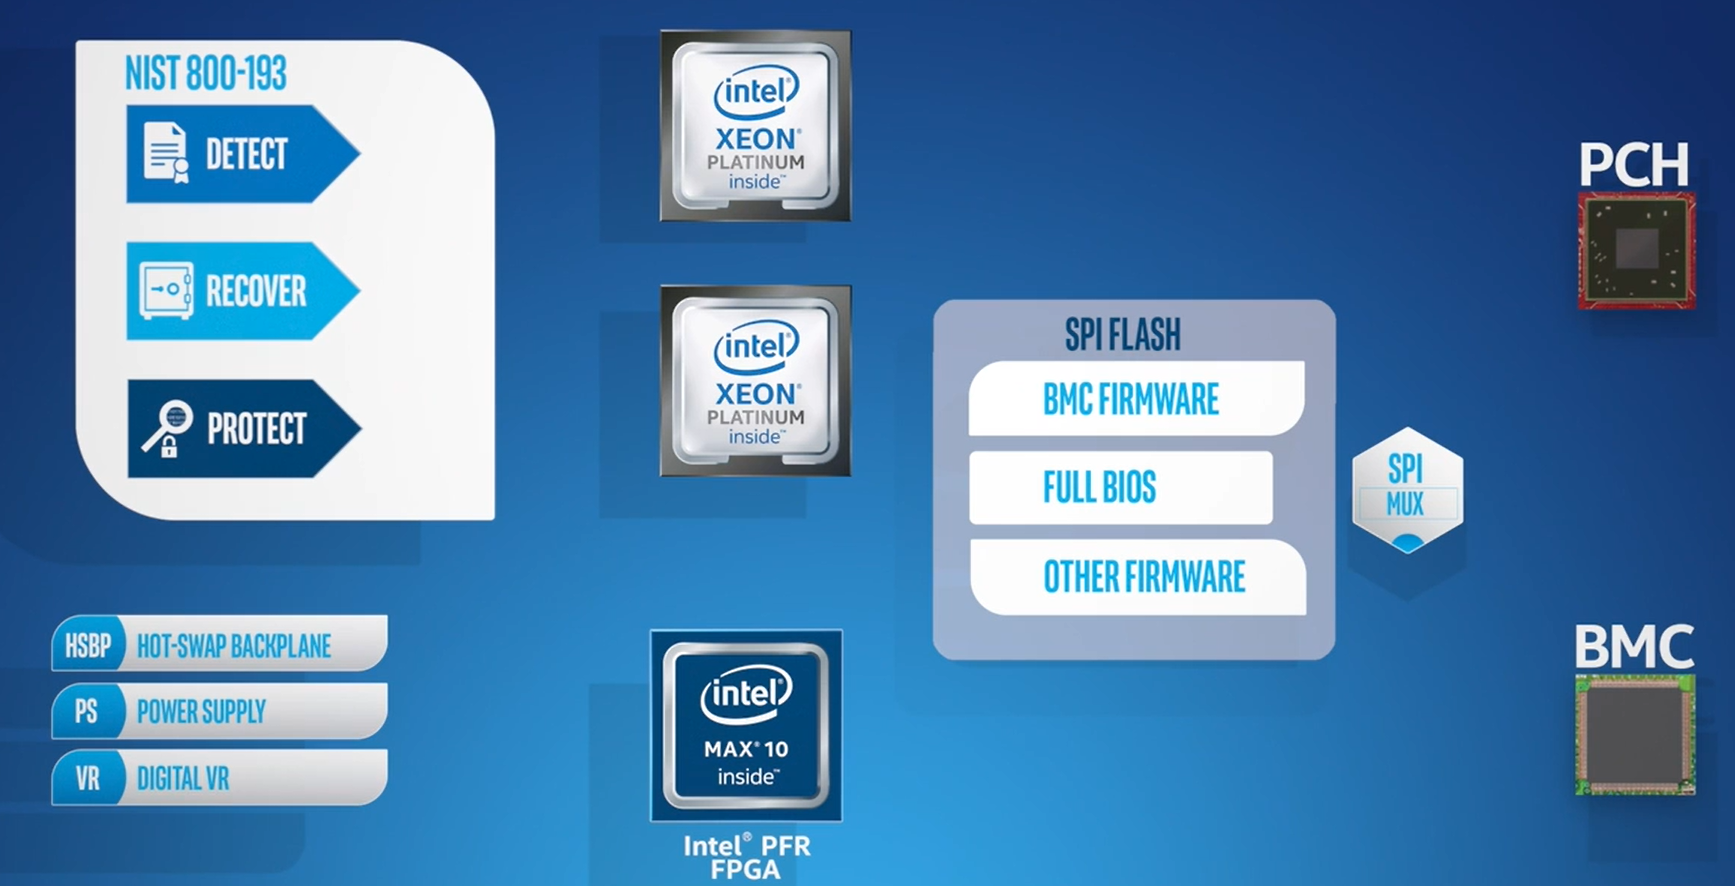 NIST 800-193
DETECT
RECOVER
PROTECT
HSBP HOT-SWAP BACKPLANE
PS POWER SUPPLY
VR DIGITAL VR
intel®
XEON®
PLATINUM
inside™
intel®
XEON®
PLATINUM
inside™
intel®
MAX® 10
inside™
Intel® PFR
FPGA
SPI FLASH
BMC FIRMWARE
FULL BIOS
OTHER FIRMWARE
SPI
MUX
PCH
BMC